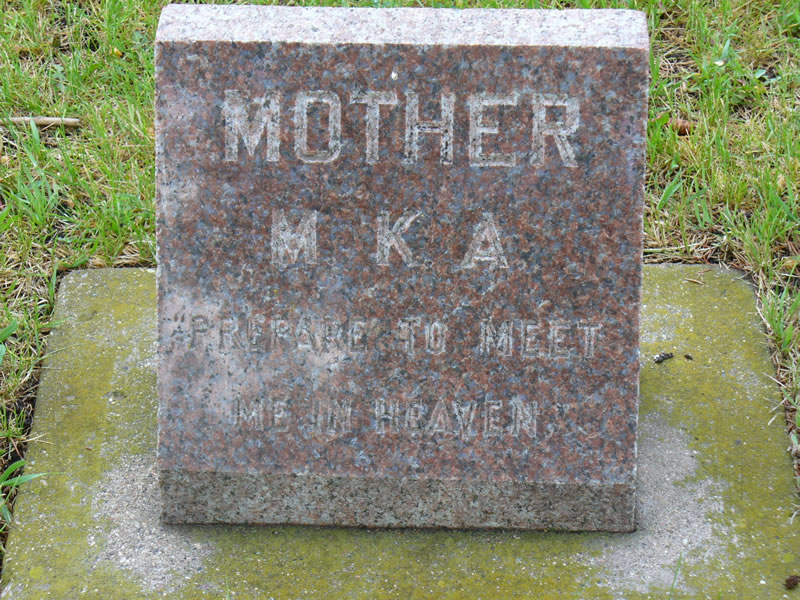 MOTHER
M K A
"PREPARE TO MEET
ME IN HEAVEN.